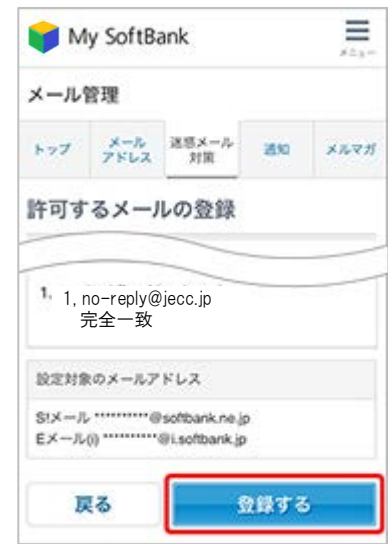 My SoftBank
メニュー
メール管理
トップ
メール
アドレス
迷惑メール
対策
通知
メルマガ
許可するメールの登録
1.
1, no-reply@jecc.jp
完全一致
設定対象のメールアドレス
S!メール **********@softbank.ne.jp
Eメール(i) **********@i.softbank.jp
戻る
登録する